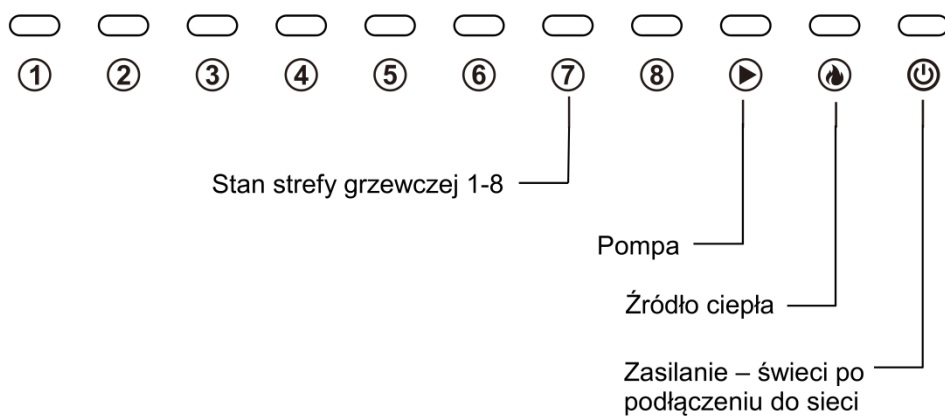 1 2 3 4 5 6 7 8
Stan strefy grzewczej 1-8
Pompa
Źródło ciepła
Zasilanie – świeci po
podłączeniu do sieci